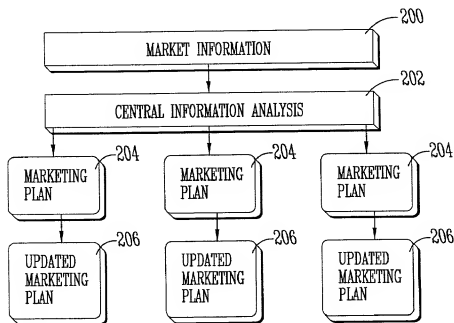 200
MARKET INFORMATION
202
CENTRAL INFORMATION ANALYSIS
204
MARKETING
PLAN
204
MARKETING
PLAN
204
MARKETING
PLAN
206
UPDATED
MARKETING
PLAN
206
UPDATED
MARKETING
PLAN
206
UPDATED
MARKETING
PLAN